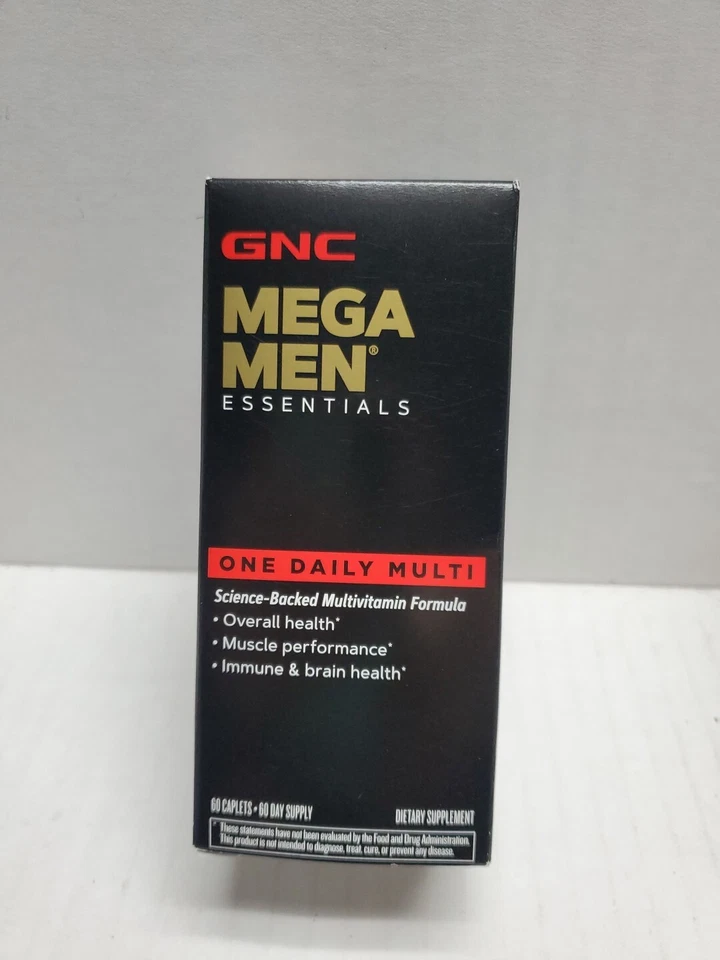 GNC
MEGA
MEN®
ESSENTIALS
ONE DAILY MULTI
Science-Backed Multivitamin Formula
• Overall health*
• Muscle performance*
• Immune & brain health*
60 CAPLETS • 60 DAY SUPPLY DIETARY SUPPLEMENT
* These statements have not been evaluated by the Food and Drug Administration.
This product is not intended to diagnose, treat, cure, or prevent any disease.